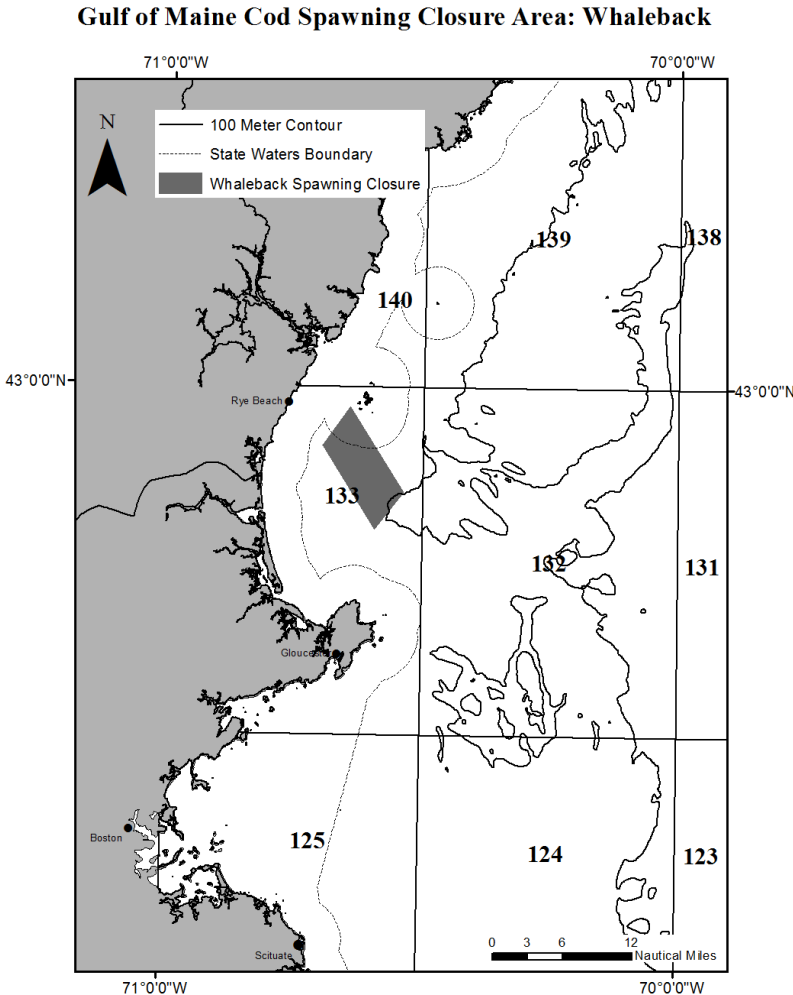 Gulf of Maine Cod Spawning Closure Area: Whaleback
71°0'0"W
70°0'0"W
N
100 Meter Contour
State Waters Boundary
Whaleback Spawning Closure
139
138
140
43°0'0"N
43°0'0"N
Rye Beach
133
132
131
Gloucester
125
124
123
Boston
Scituate
0 3 6 12
Nautical Miles
71°0'0"W
70°0'0"W